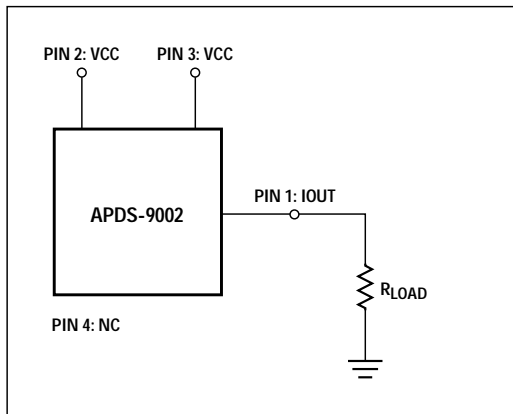 PIN 2: VCC PIN 3: VCC
APDS-9002
PIN 1: IOUT
RLOAD
PIN 4: NC